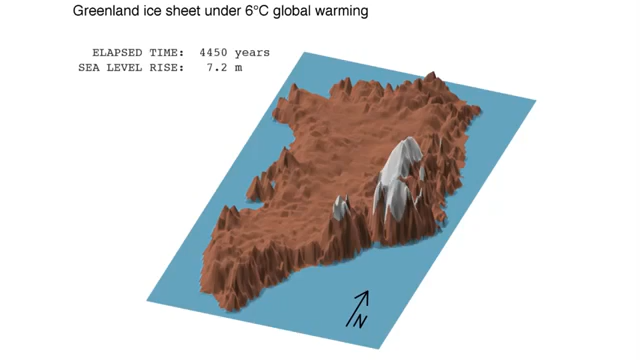 Greenland ice sheet under 6°C global warming
ELAPSED TIME: 4450 years
SEA LEVEL RISE: 7.2 m
N